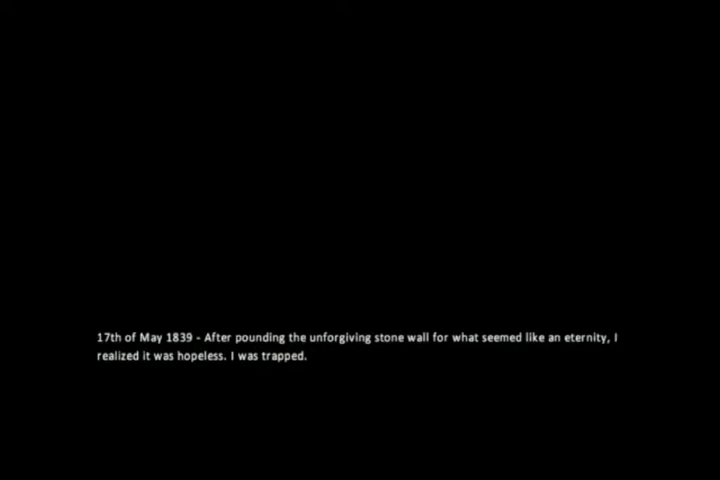 17th of May 1839 - After pounding the unforgiving stone wall for what seemed like an eternity, I
realized it was hopeless. I was trapped.